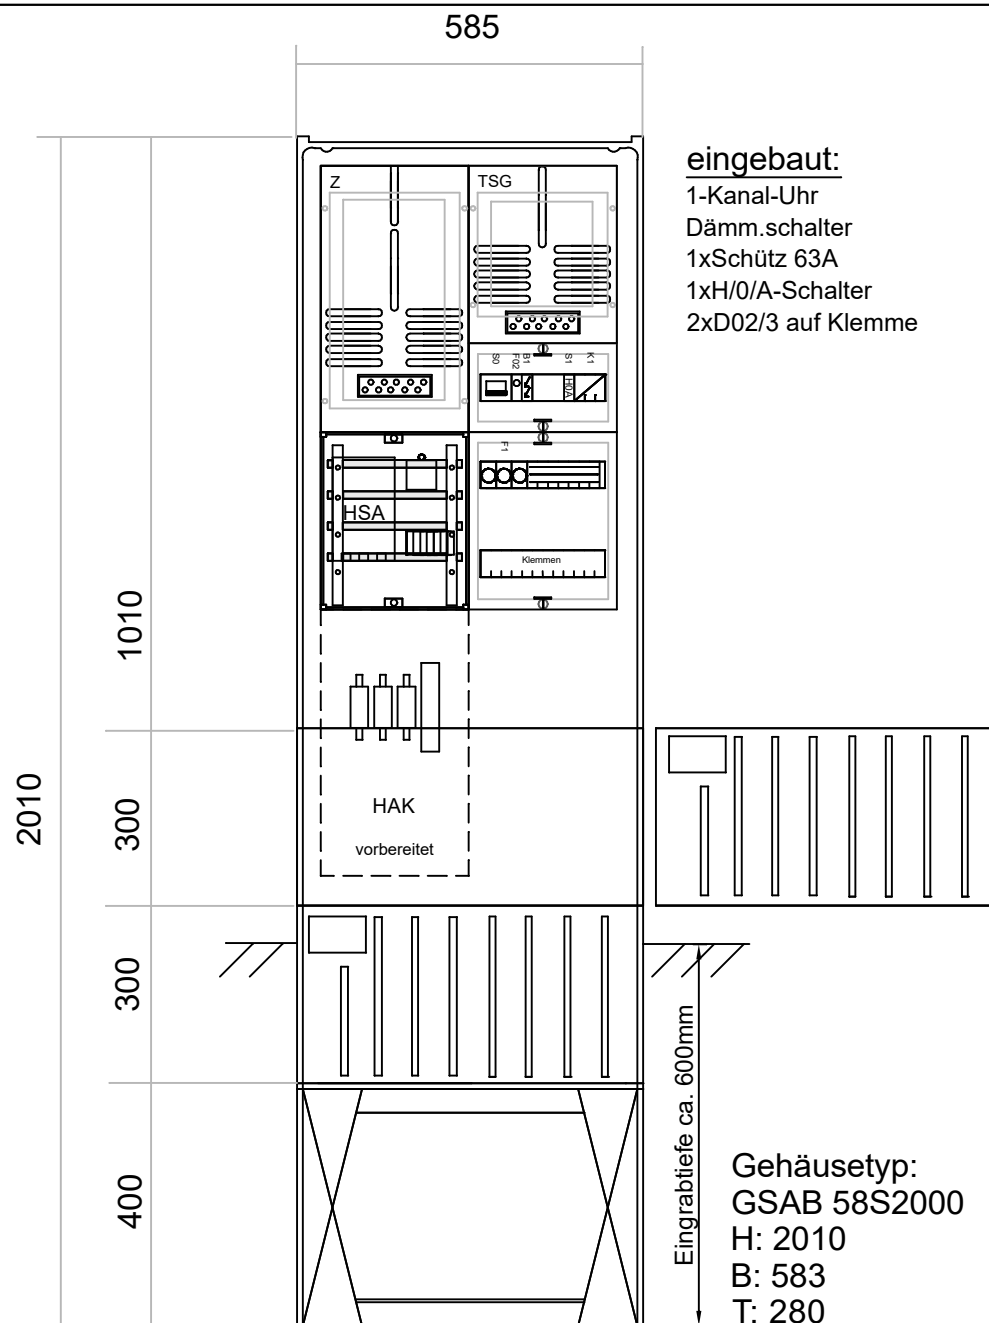 585
eingebaut:
1-Kanal-Uhr
Dämm.schalter
1xSchütz 63A
1xH/0/A-Schalter
2xD02/3 auf Klemme
Z
TSG
S0
F02
B1
S1
K1
H0A
F1
HSA
Klemmen
1010
2010
300
HAK
vorbereitet
300
400
Eingrabtiefe ca. 600mm
Gehäusetyp:
GSAB 58S2000
H: 2010
B: 583
T: 280